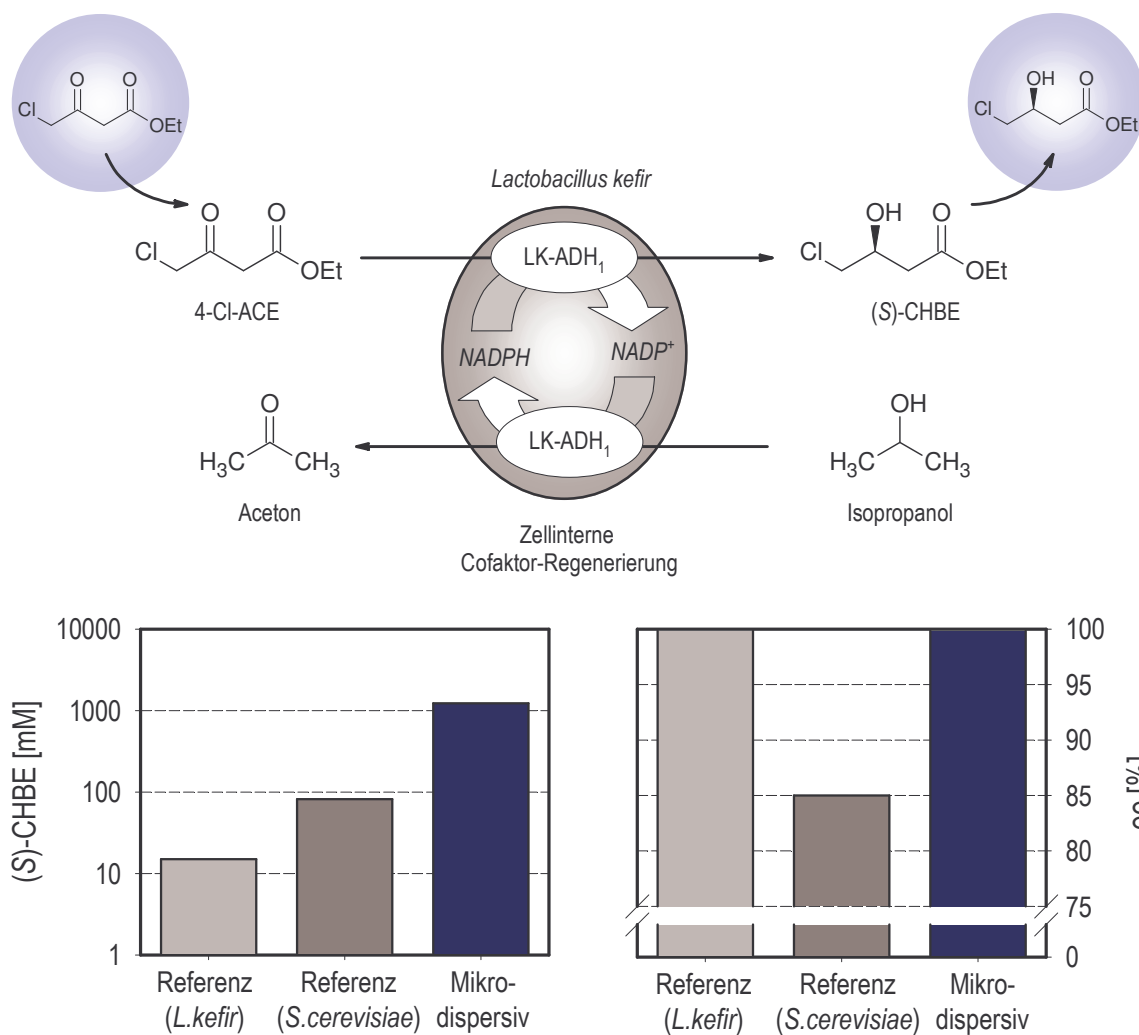 O O
Cl OEt
OH O
Cl OEt
Lactobacillus kefir
O O
Cl OEt
4-Cl-ACE
LK-ADH1
OH O
Cl OEt
(S)-CHBE
NADPH NADP+
O
H3C CH3
Aceton
LK-ADH1
OH
H3C CH3
Isopropanol
Zellinterne
Cofaktor-Regenerierung
(S)-CHBE [mM]
10000
1000
100
10
1
Referenz Referenz Mikro-
(L.kefir) (S.cerevisiae) dispersiv
100
95
90
85
80
75
0
ee [%]
Referenz Referenz Mikro-
(L.kefir) (S.cerevisiae) dispersiv